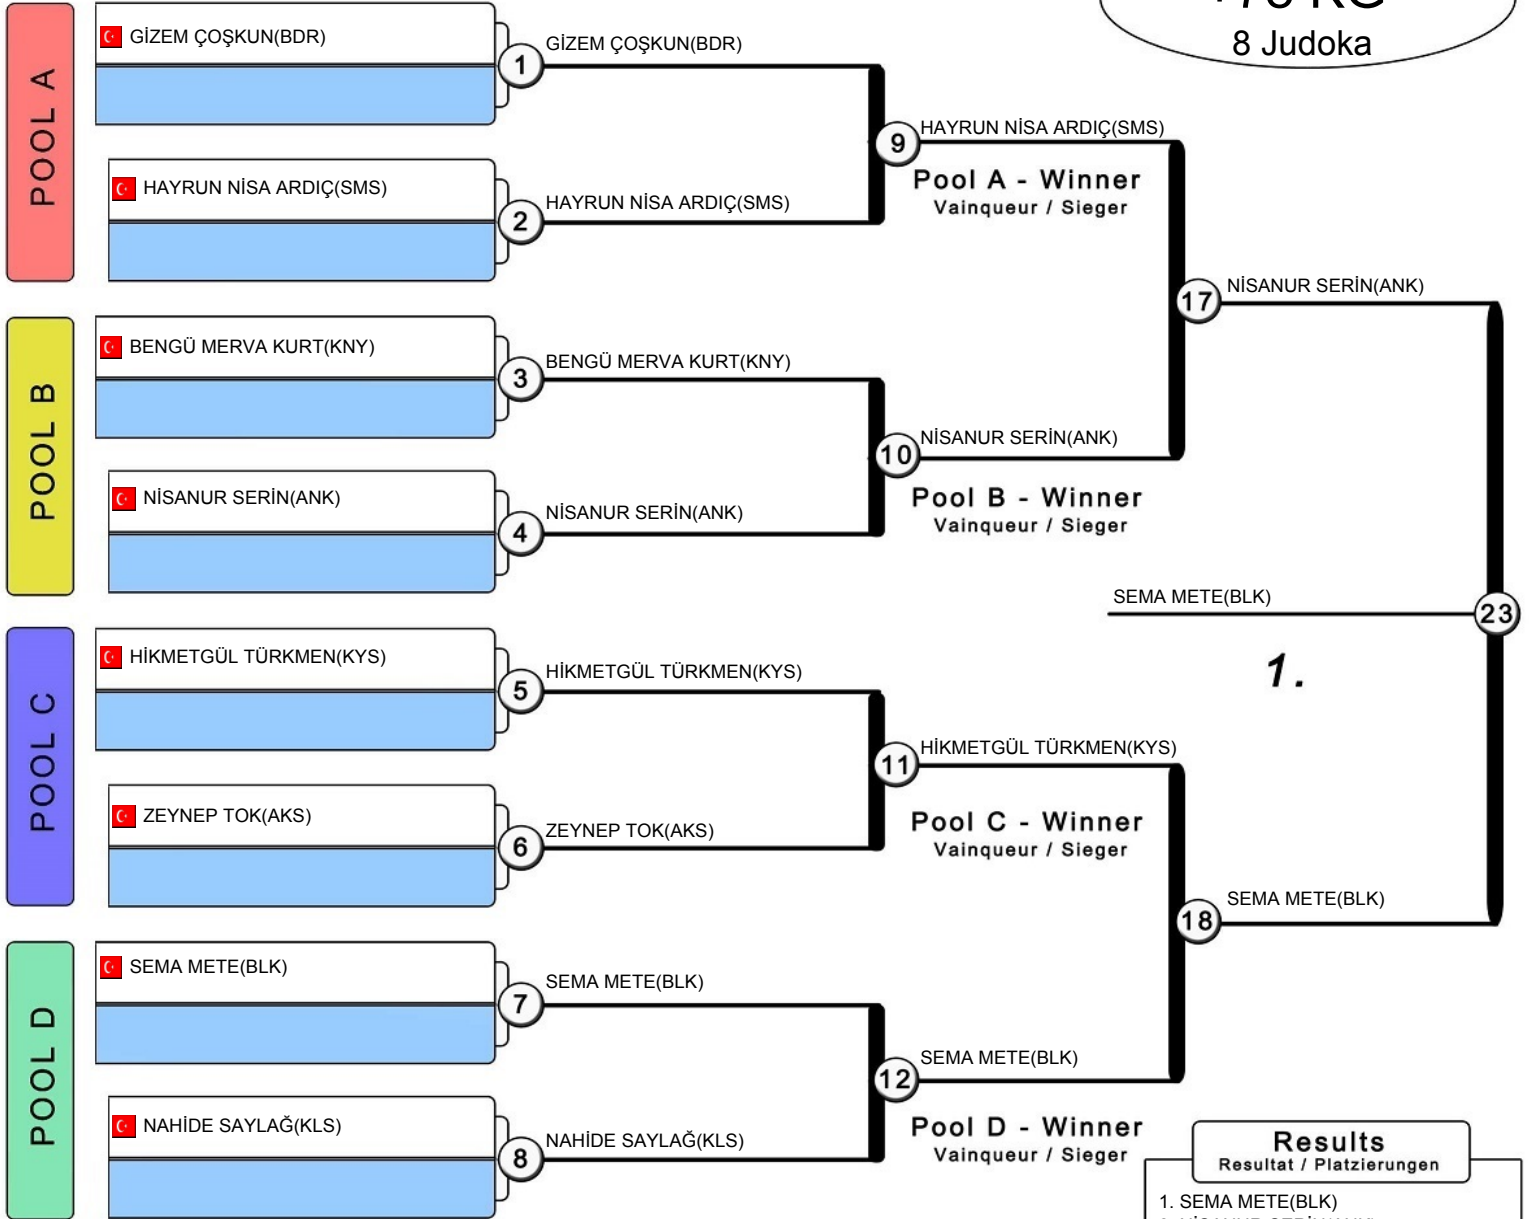 +78 KG
8 Judoka
POOL A
GİZEM ÇOŞKUN(BDR)
1
GİZEM ÇOŞKUN(BDR)
HAYRUN NİSA ARDIÇ(SMS)
2
HAYRUN NİSA ARDIÇ(SMS)
9
HAYRUN NİSA ARDIÇ(SMS)
Pool A - Winner
Vainqueur / Sieger
POOL B
BENGÜ MERVA KURT(KNY)
3
BENGÜ MERVA KURT(KNY)
NİSANUR SERİN(ANK)
4
NİSANUR SERİN(ANK)
10
NİSANUR SERİN(ANK)
Pool B - Winner
Vainqueur / Sieger
17
NİSANUR SERİN(ANK)
SEMA METE(BLK)
23
1.
POOL C
HİKMETGÜL TÜRKMEN(KYS)
5
HİKMETGÜL TÜRKMEN(KYS)
ZEYNEP TOK(AKS)
6
ZEYNEP TOK(AKS)
11
HİKMETGÜL TÜRKMEN(KYS)
Pool C - Winner
Vainqueur / Sieger
18
SEMA METE(BLK)
POOL D
SEMA METE(BLK)
7
SEMA METE(BLK)
NAHİDE SAYLAĞ(KLS)
8
NAHİDE SAYLAĞ(KLS)
12
SEMA METE(BLK)
Pool D - Winner
Vainqueur / Sieger
Results
Resultat / Platzierungen
1. SEMA METE(BLK)